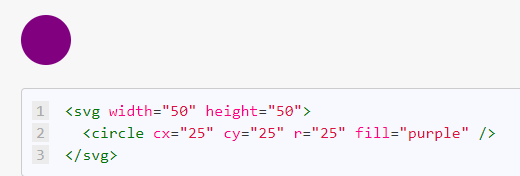 1 <svg width="50" height="50">
2   <circle cx="25" cy="25" r="25" fill="purple" />
3 </svg>